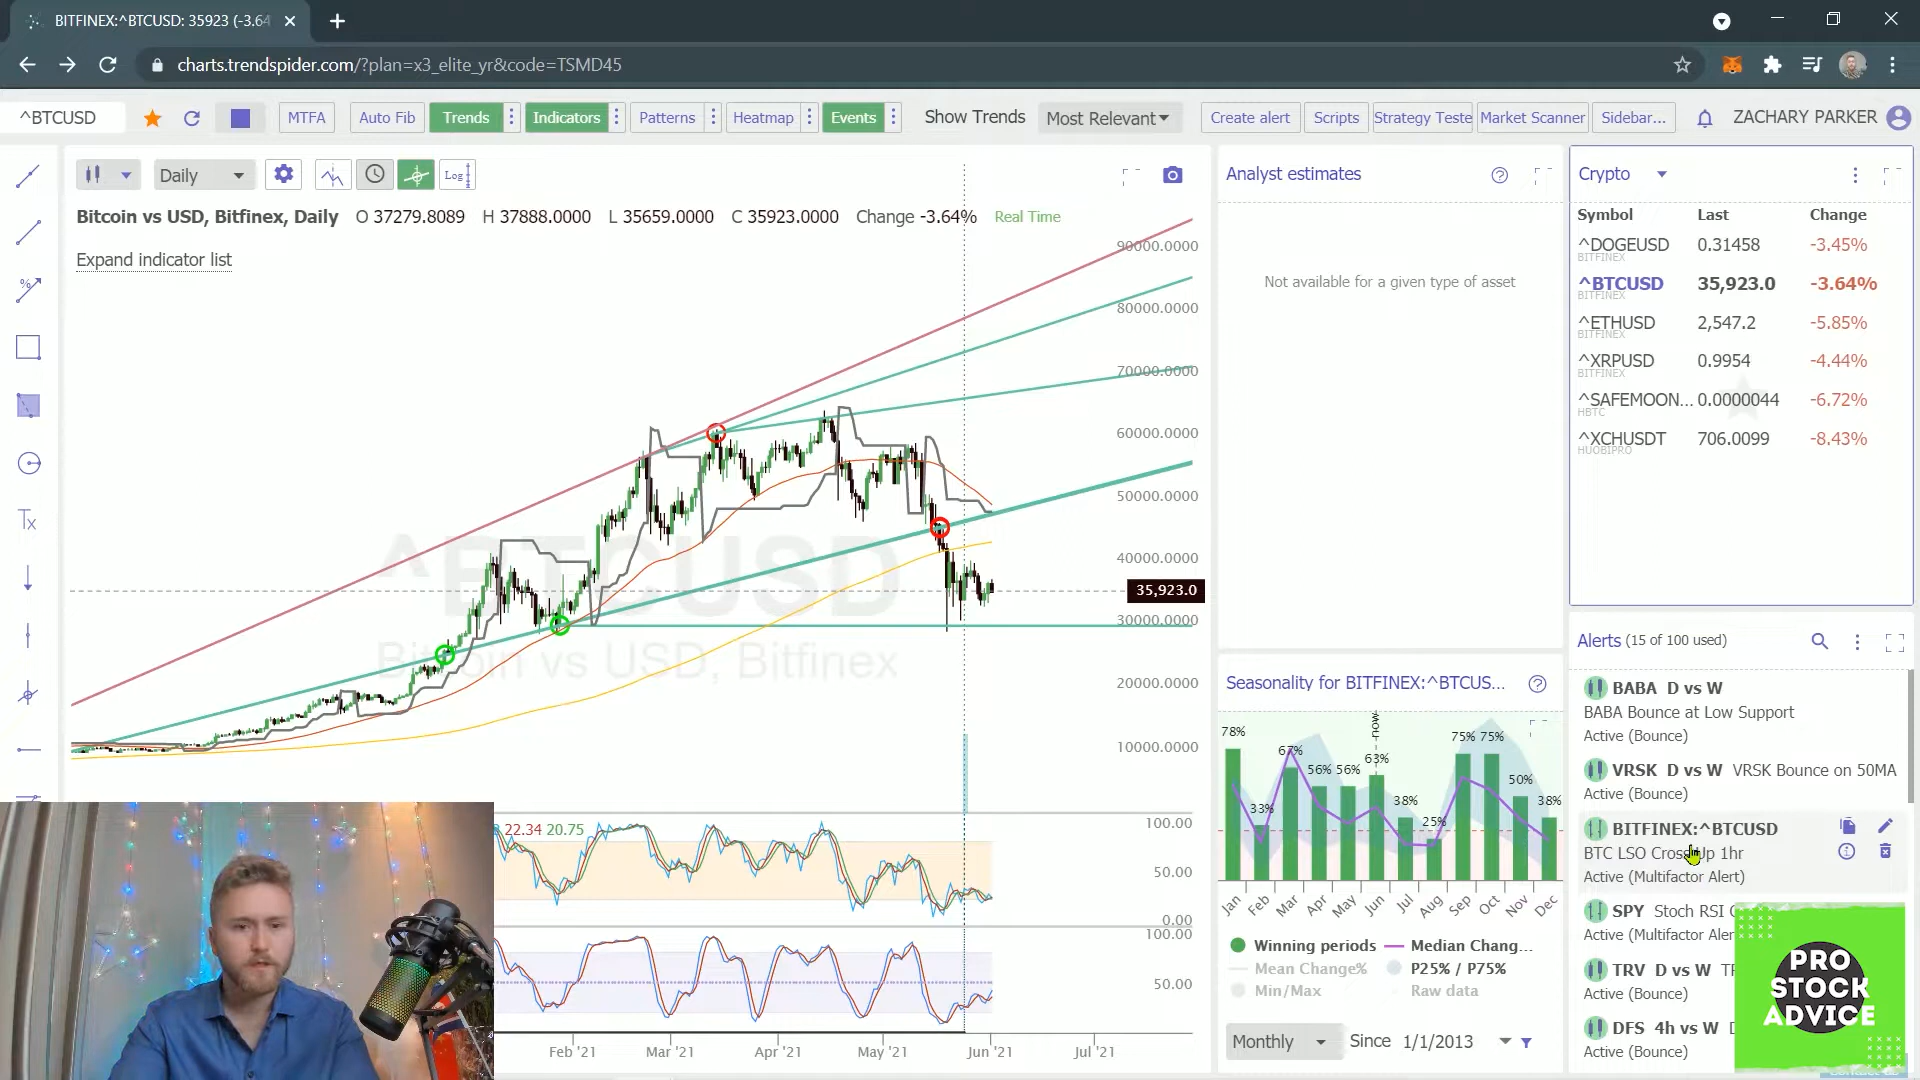 BITFINEX:^BTCUSD: 35923 (-3.64
charts.trendspider.com/?plan=x3_elite_yr&code=TSMD45
^BTCUSD
MTFA
Auto Fib
Trends
Indicators
Patterns
Heatmap
Events
Show Trends
Most Relevant
Create alert
Scripts
Strategy Teste
Market Scanner
Sidebar...
ZACHARY PARKER
Daily
Log
Bitcoin vs USD, Bitfinex, Daily O 37279.8089 H 37888.0000 L 35659.0000 C 35923.0000 Change -3.64% Real Time
Expand indicator list
90000.0000
80000.0000
70000.0000
60000.0000
50000.0000
40000.0000
35,923.0
30000.0000
20000.0000
10000.0000
^BTCUSD
Bitcoin vs USD, Bitfinex
22.34 20.75
100.00
50.00
0.00
100.00
50.00
Feb '21
Mar '21
Apr '21
May '21
Jun '21
Jul '21
Analyst estimates
Not available for a given type of asset
Seasonality for BITFINEX:^BTCUS...
78%
33%
67%
56%
56%
63%
38%
25%
75%
75%
50%
38%
Jan
Feb
Mar
Apr
May
Jun
Jul
Aug
Sep
Oct
Nov
Dec
Winning periods
Median Chang...
Mean Change%
P25% / P75%
Min/Max
Raw data
Monthly
Since 1/1/2013
Crypto
Symbol Last Change
^DOGEUSD 0.31458 -3.45%
BITFINEX
^BTCUSD 35,923.0 -3.64%
BITFINEX
^ETHUSD 2,547.2 -5.85%
BITFINEX
^XRPUSD 0.9954 -4.44%
BITFINEX
^SAFEMOON... 0.0000044 -6.72%
HBTC
^XCHUSDT 706.0099 -8.43%
HUOBIPRO
Alerts (15 of 100 used)
BABA D vs W
BABA Bounce at Low Support
Active (Bounce)
VRSK D vs W VRSK Bounce on 50MA
Active (Bounce)
BITFINEX:^BTCUSD
BTC LSO Cross Up 1hr
Active (Multifactor Alert)
SPY Stoch RSI
Active (Multifactor Aler
TRV D vs W
Active (Bounce)
DFS 4h vs W
Active (Bounce)
PRO
STOCK
ADVICE